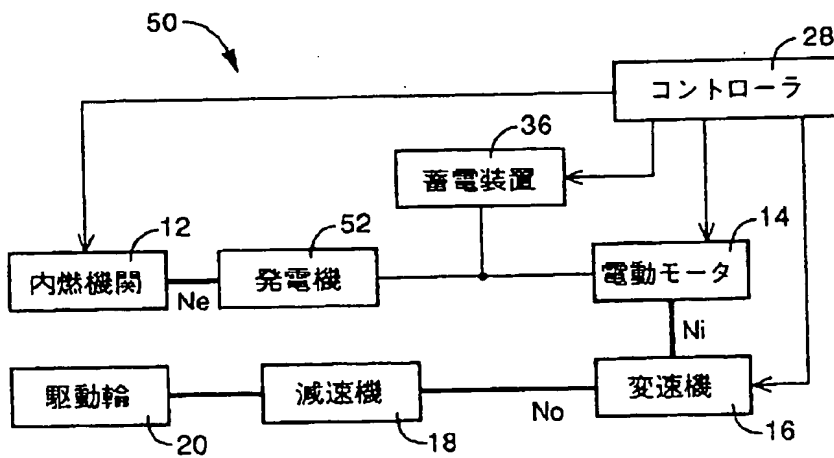 50
28
コントローラ
36
蓄電装置
12
52
14
内燃機関
Ne
発電機
電動モータ
Ni
駆動輪
減速機
No
変速機
20
18
16